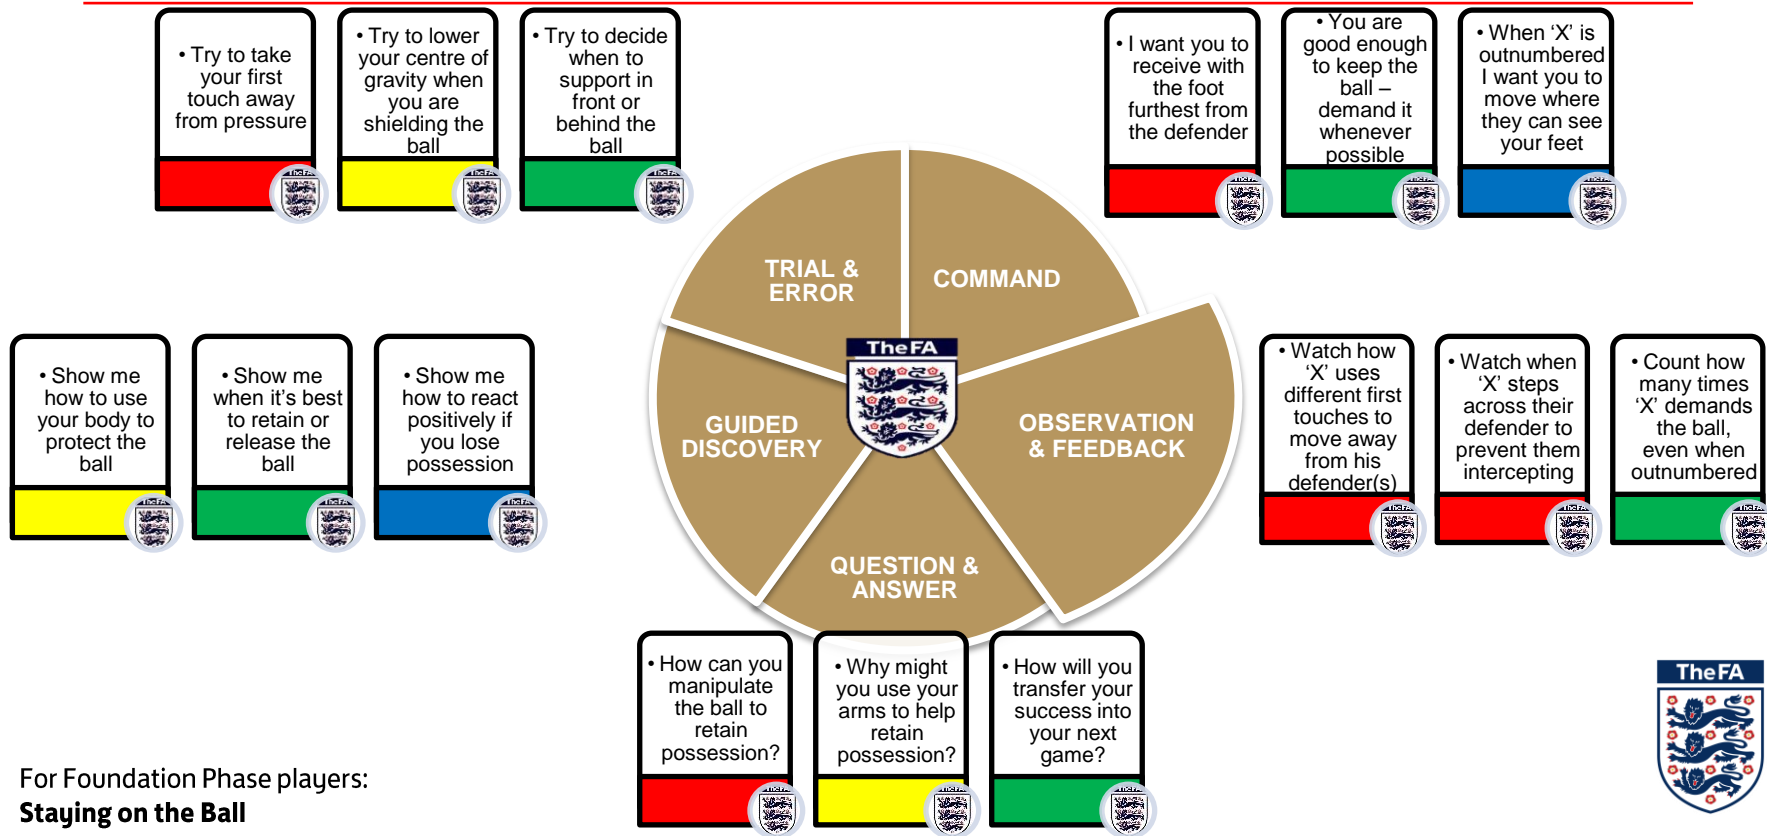 • Try to take
your first
touch away
from pressure
• Try to lower
your centre of
gravity when
you are
shielding the
ball
• Try to decide
when to
support in
front or
behind the
ball
• I want you to
receive with
the foot
furthest from
the defender
• You are
good enough
to keep the
ball –
demand it
whenever
possible
• When ‘X’ is
outnumbered
I want you to
move where
they can see
your feet
TRIAL &
ERROR
COMMAND
TheFA
GUIDED
DISCOVERY
OBSERVATION
& FEEDBACK
QUESTION &
ANSWER
• Show me
how to use
your body to
protect the
ball
• Show me
when it’s best
to retain or
release the
ball
• Show me
how to react
positively if
you lose
possession
• Watch how
‘X’ uses
different first
touches to
move away
from his
defender(s)
• Watch when
‘X’ steps
across their
defender to
prevent them
intercepting
• Count how
many times
‘X’ demands
the ball,
even when
outnumbered
• How can you
manipulate
the ball to
retain
possession?
• Why might
you use your
arms to help
retain
possession?
• How will you
transfer your
success into
your next
game?
TheFA
For Foundation Phase players:
Staying on the Ball